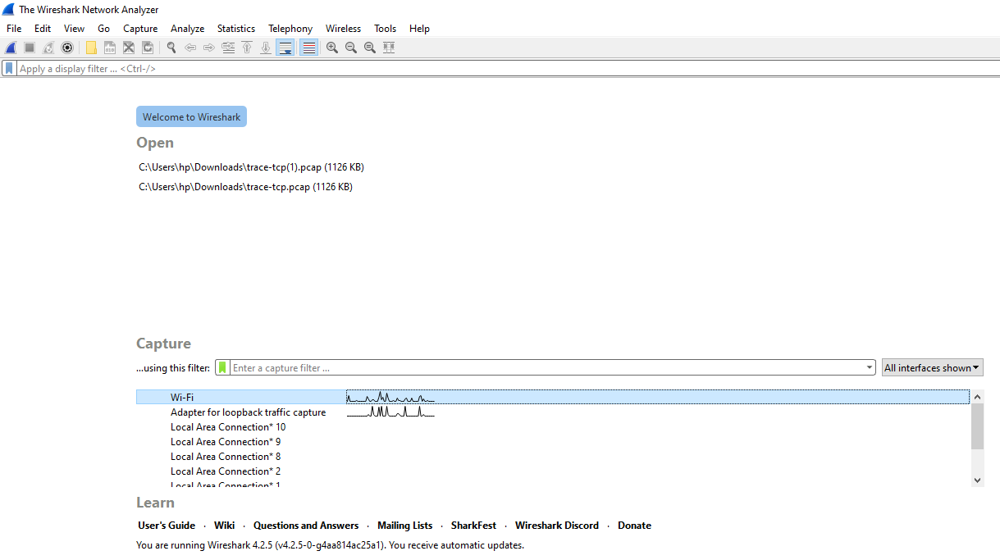 The Wireshark Network Analyzer
File Edit View Go Capture Analyze Statistics Telephony Wireless Tools Help
Apply a display filter ... <Ctrl-/>
Welcome to Wireshark
Open
C:\Users\hp\Downloads\trace-tcp(1).pcap (1126 KB)
C:\Users\hp\Downloads\trace-tcp.pcap (1126 KB)
Capture
...using this filter: Enter a capture filter ... All interfaces shown
Wi-Fi
Adapter for loopback traffic capture
Local Area Connection* 10
Local Area Connection* 9
Local Area Connection* 8
Local Area Connection* 2
Local Area Connection* 1
Learn
User's Guide · Wiki · Questions and Answers · Mailing Lists · SharkFest · Wireshark Discord · Donate
You are running Wireshark 4.2.5 (v4.2.5-0-g4aa814ac25a1). You receive automatic updates.